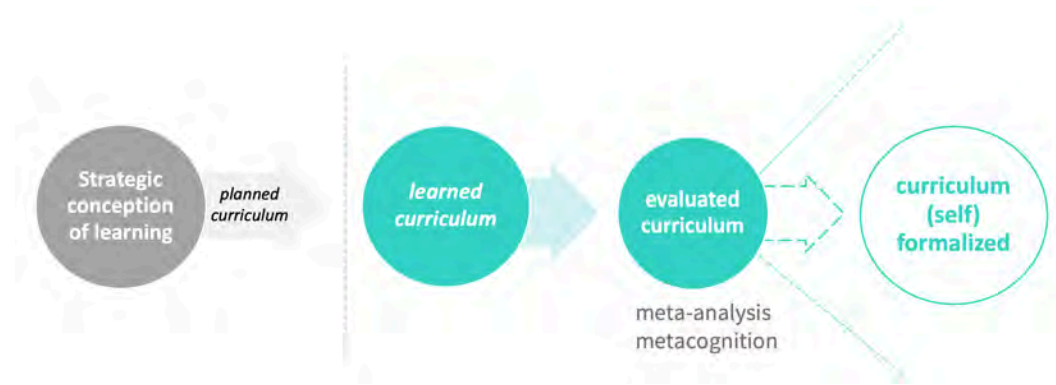 Strategic
conception
of learning
planned
curriculum
learned
curriculum
evaluated
curriculum
meta-analysis
metacognition
curriculum
(self)
formalized